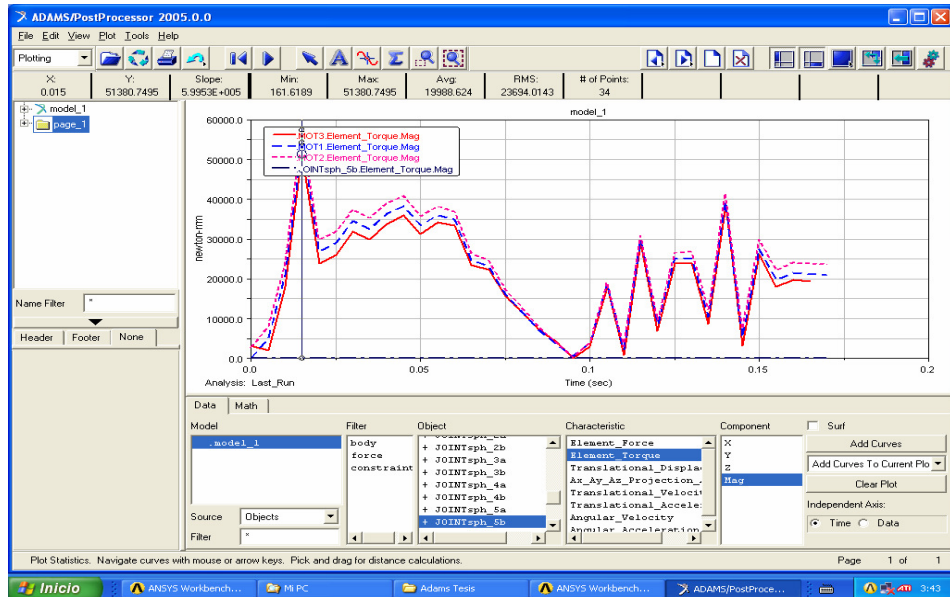 ADAMS/PostProcessor 2005.0.0
File Edit View Plot Tools Help
Plotting
X: Y: Slope: Min: Max: Avg: RMS: # of Points:
0.015 51380.7495 5.9953E+005 161.6189 51380.7495 19988.624 23694.0143 34
model_1
page_1
Name Filter *
Header Footer None
model_1
60000.0
50000.0
40000.0
30000.0
20000.0
10000.0
0.0
newton-mm
MOT3.Element_Torque.Mag
MOT1.Element_Torque.Mag
MOT2.Element_Torque.Mag
OINTsph_5b.Element_Torque.Mag
0.0 0.05 0.1 0.15 0.2
Analysis: Last_Run
Time (sec)
Data Math
Model
.model_1
Source Objects
Filter *
Filter
body
force
constraint
Object
+ JOINTsph_2b
+ JOINTsph_3a
+ JOINTsph_3b
+ JOINTsph_4a
+ JOINTsph_4b
+ JOINTsph_5a
+ JOINTsph_5b
Characteristic
Element_Force
Element_Torque
Translational_Displa
Ax_Ay_Az_Projection_
Translational_Velocit
Translational_Acceler
Angular_Velocity
Angular_Acceleration
Component
X
Y
Z
Mag
Surf
Add Curves
Add Curves To Current Plo
Clear Plot
Independent Axis:
Time Data
Plot Statistics. Navigate curves with mouse or arrow keys. Pick and drag for distance calculations.
Page 1 of 1
Inicio
ANSYS Workbench...
Mi PC
Adams Tesis
ANSYS Workbench...
ADAMS/PostProce...
3:43